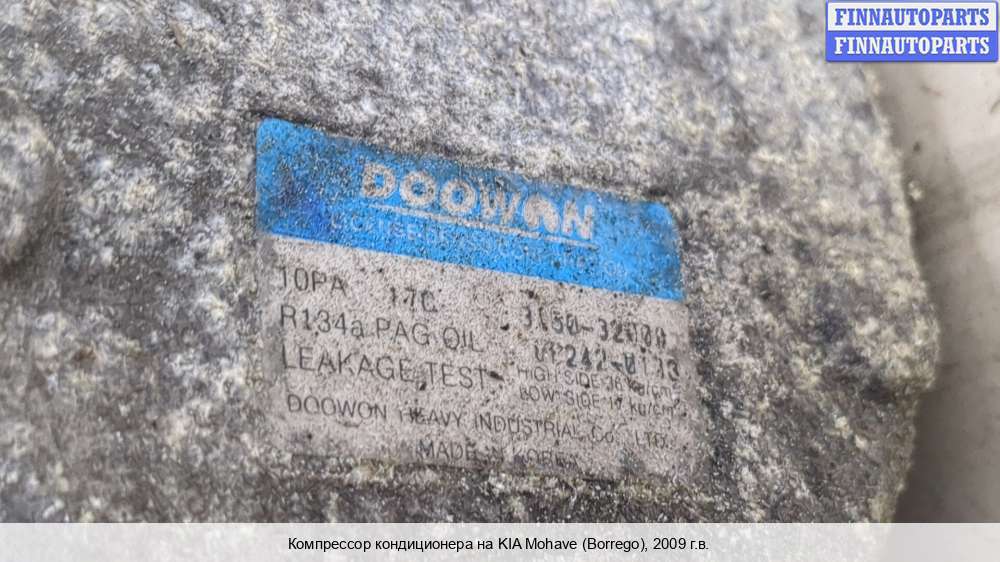 FINNAUTOPARTS
FINNAUTOPARTS
DOOWON
10PA 17C
R134a PAG OIL
LEAKAGE TEST
HIGH SIDE
LOW SIDE
DOOWON HEAVY INDUSTRIAL Co., LTD.
MADE IN KOREA
Компрессор кондиционера на KIA Mohave (Borrego), 2009 г.в.